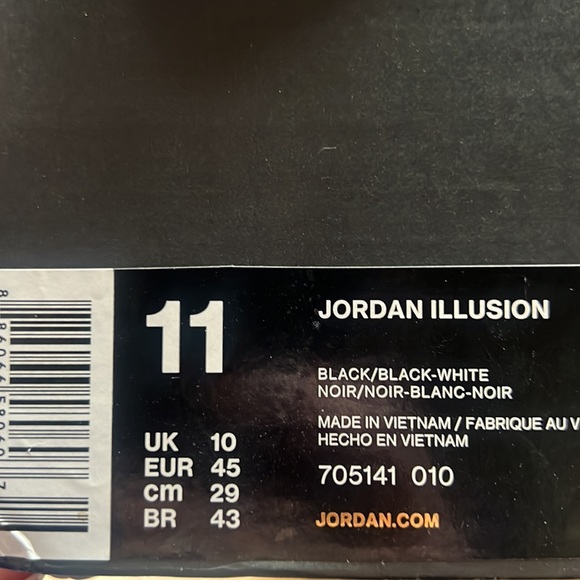 11
UK 10
EUR 45
cm 29
BR 43
JORDAN ILLUSION
BLACK/BLACK-WHITE
NOIR/NOIR-BLANC-NOIR
MADE IN VIETNAM / FABRIQUE AU V
HECHO EN VIETNAM
705141 010
JORDAN.COM